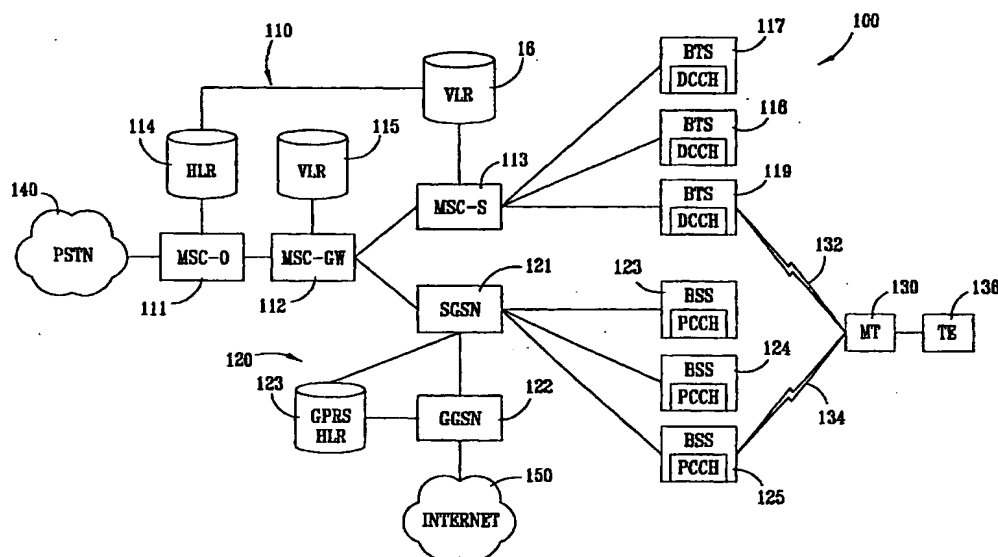 117
100
110
16
BTS
DCCH
VLR
118
114
115
BTS
DCCH
HLR
VLR
113
119
140
MSC-S
BTS
DCCH
PSTN
MSC-O
MSC-GW
132
121
123
111
112
BSS
130
136
SGSN
PCCH
MT
TE
120
124
BSS
123
122
PCCH
134
GPRS
HLR
GGSN
BSS
150
PCCH
125
INTERNET